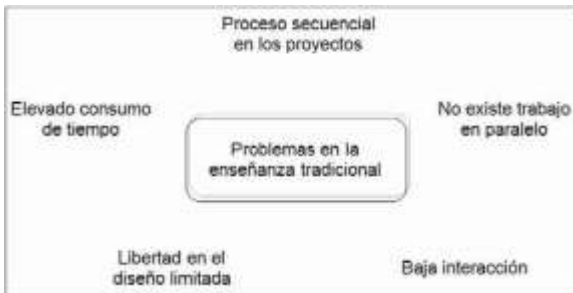 Proceso secuencial
en los proyectos
Elevado consumo
de tiempo
No existe trabajo
en paralelo
Problemas en la
enseñanza tradicional
Libertad en el
diseño limitada
Baja interacción